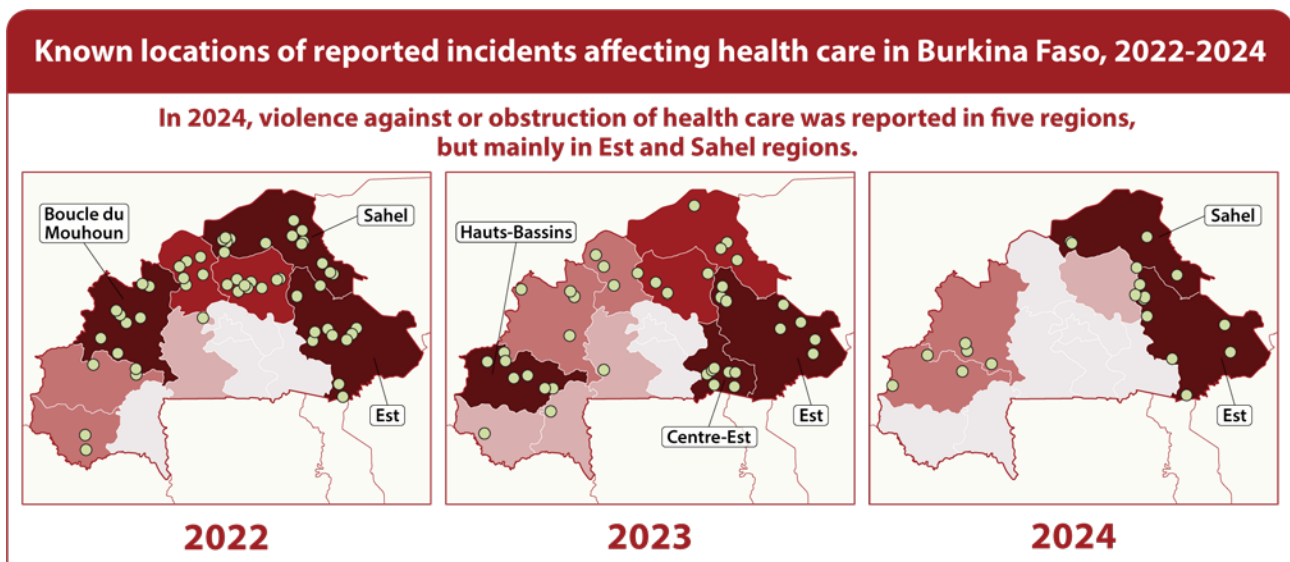 Known locations of reported incidents affecting health care in Burkina Faso, 2022-2024
In 2024, violence against or obstruction of health care was reported in five regions,
but mainly in Est and Sahel regions.
Boucle du
Mouhoun
Sahel
Est
2022
Hauts-Bassins
Centre-Est
Est
2023
Sahel
Est
2024